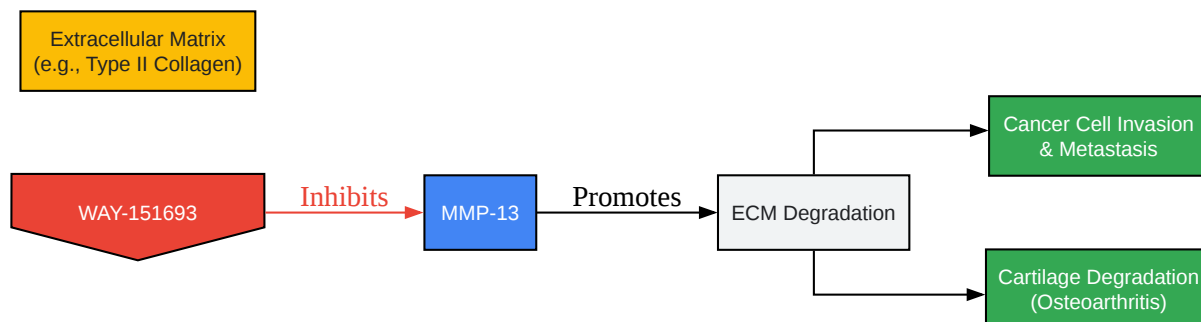 Extracellular Matrix
(e.g., Type II Collagen)
Cancer Cell Invasion
& Metastasis
WAY-151693
Inhibits
MMP-13
Promotes
ECM Degradation
Cartilage Degradation
(Osteoarthritis)